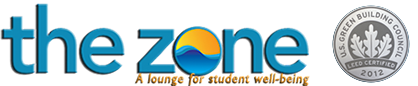 the zone
A lounge for student well-being
U.S. GREEN BUILDING COUNCIL
LEED CERTIFIED
2012